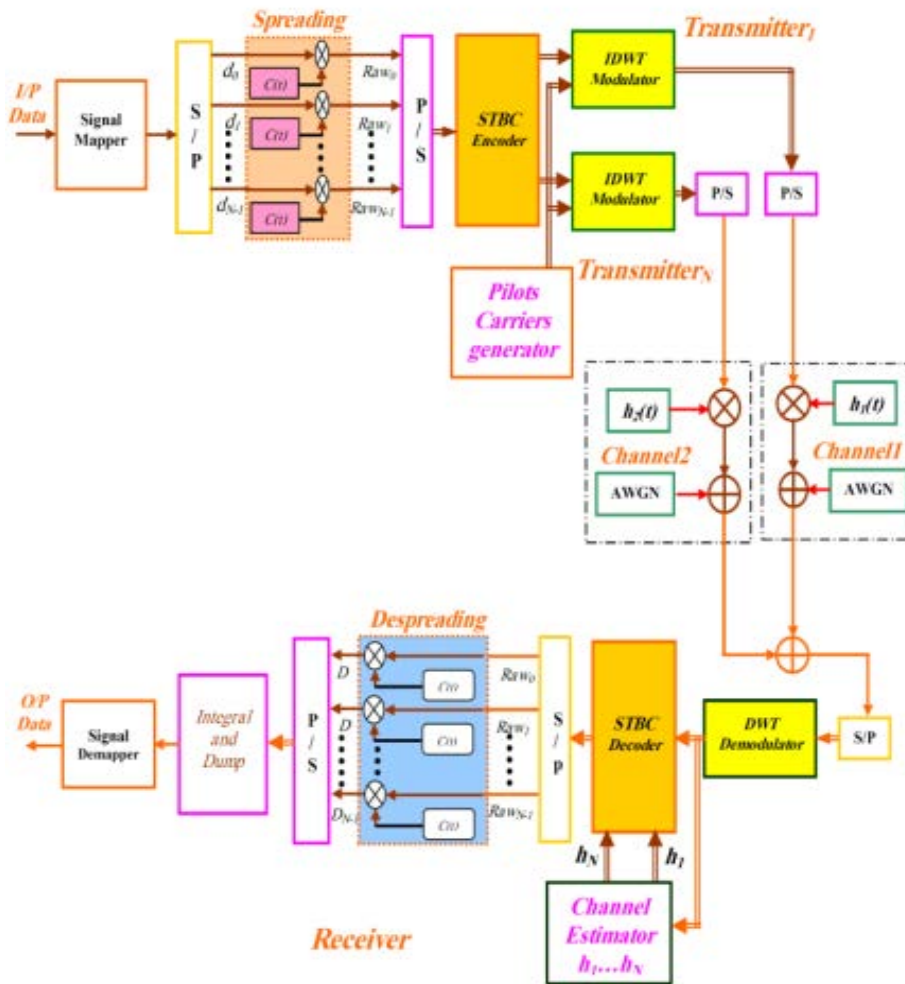 Spreading
Transmitter1
I/P
Data
Signal
Mapper
S
/
P
d0
C(t)
Raw0
d1
C(t)
Raw1
dN-1
C(t)
RawN-1
P
/
S
STBC
Encoder
IDWT
Modulator
IDWT
Modulator
P/S
P/S
TransmitterN
Pilots
Carriers
generator
h2(t)
h1(t)
Channel2
Channel1
AWGN
AWGN
Despreading
O/P
Data
Signal
Demapper
Integral
and
Dump
P
/
S
D
C(t)
Raw0
D
C(t)
Raw1
DN-1
C(t)
RawN-1
S
/
P
STBC
Decoder
DWT
Demodulator
S/P
hN
h1
Channel
Estimator
h1...hN
Receiver